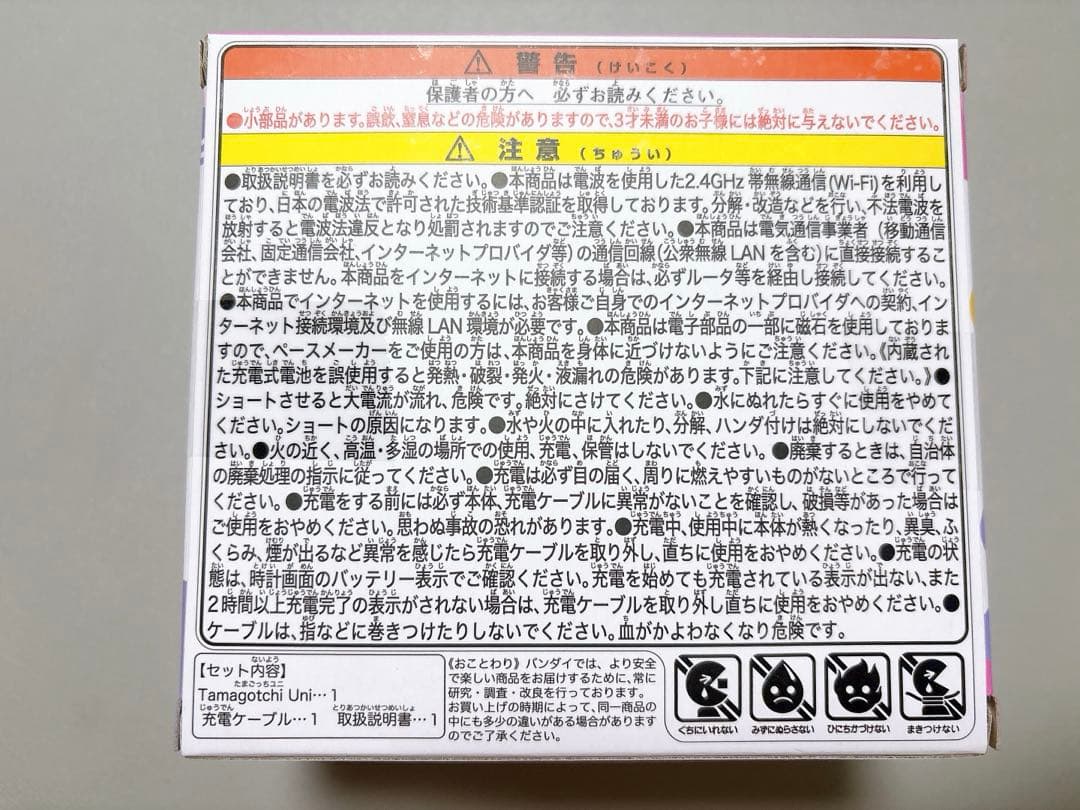 ⚠ 警告 (けいこく)
保護者の方へ 必ずお読みください。
●小部品があります。誤飲、窒息などの危険がありますので、3才未満のお子様には絶対に与えないでください。
⚠ 注意 (ちゅうい)
●取扱説明書を必ずお読みください。●本商品は電波を使用した2.4GHz 帯無線通信(Wi-Fi)を利用し
ており、日本の電波法で許可された技術基準認証を取得しております。分解・改造などを行い、不法電波を
放射すると電波法違反となり処罰されますのでご注意ください。●本商品は電気通信事業者（移動通信
会社、固定通信会社、インターネットプロバイダ等）の通信回線(公衆無線LANを含む)に直接接続するこ
とができません。本商品をインターネットに接続する場合は、必ずルータ等を経由し接続してください。
●本商品でインターネットを使用するには、お客様ご自身でのインターネットプロバイダへの契約、イン
ターネット接続環境及び無線LAN環境が必要です。●本商品は電子部品の一部に磁石を使用しておりま
すので、ペースメーカーをご使用の方は、本商品を身体に近づけないようにご注意ください。《内蔵され
た充電式電池を誤使用すると発熱・破裂・発火・液漏れの危険があります。下記に注意してください。》●
ショートさせると大電流が流れ、危険です。絶対にさけてください。●水にぬれたらすぐに使用をやめて
ください。ショートの原因になります。●水や火の中に入れたり、分解、ハンダ付けは絶対にしないでくださ
い。●火の近く、高温・多湿の場所での使用、充電、保管はしないでください。●廃棄するときは、自治体
の廃棄処理の指示に従ってください。●充電は必ず目の届く、周りに燃えやすいものがないところで行って
ください。●充電をする前には必ず本体、充電ケーブルに異常がないことを確認し、破損等があった場合は
ご使用をおやめください。思わぬ事故の恐れがあります。●充電中、使用中に本体が熱くなったり、異臭、ふ
くらみ、煙が出るなど異常を感じたら充電ケーブルを取り外し、直ちに使用をおやめください。●充電の状
態は、時計画面のバッテリー表示でご確認ください。充電を始めても充電されている表示が出ない、また
2時間以上充電完了の表示がされない場合は、充電ケーブルを取り外し直ちに使用をおやめください。●
ケーブルは、指などに巻きつけたりしないでください。血がかよわなくなり危険です。
【セット内容】
Tamagotchi Uni…1
充電ケーブル…1 取扱説明書…1
《おことわり》バンダイでは、より安全
で楽しい商品をお届けするために、常に
研究・調査・改良を行っております。
お買い上げの時期によって、同一商品の
中にも多少の違いがある場合があります
のでご了承ください。
くちにいれない みずにぬらさない ひにちかづけない まきつけない